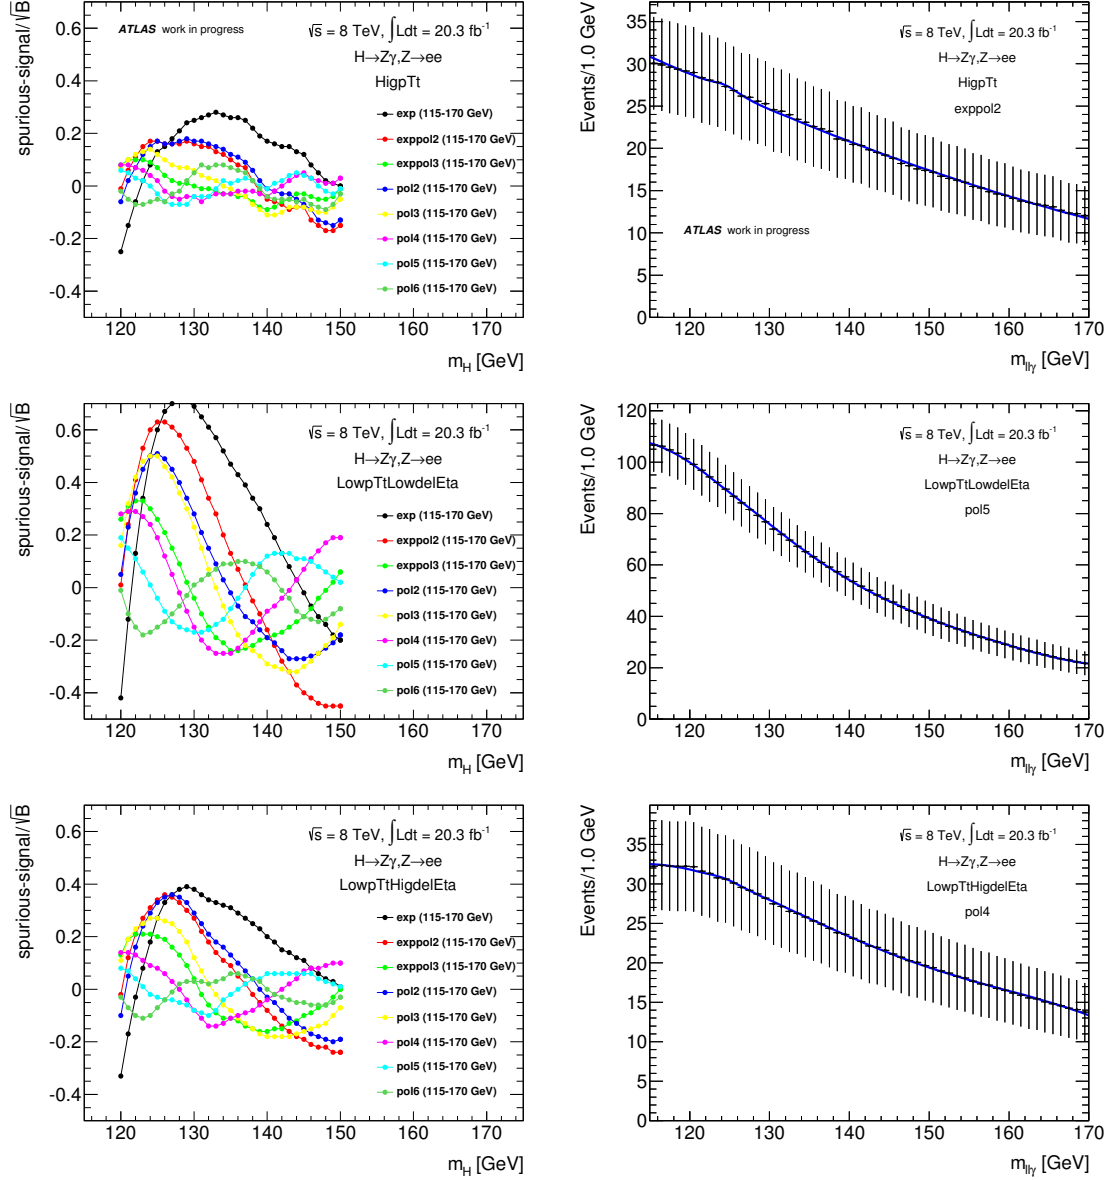 spurious-signal/√B
0.6
0.4
0.2
0
-0.2
-0.4
ATLAS work in progress
√s = 8 TeV, ∫Ldt = 20.3 fb⁻¹
H→Zγ,Z→ee
HigpTt
exp (115-170 GeV)
exppol2 (115-170 GeV)
exppol3 (115-170 GeV)
pol2 (115-170 GeV)
pol3 (115-170 GeV)
pol4 (115-170 GeV)
pol5 (115-170 GeV)
pol6 (115-170 GeV)
120 130 140 150 160 170
m_H [GeV]
Events/1.0 GeV
35
30
25
20
15
10
5
0
√s = 8 TeV, ∫Ldt = 20.3 fb⁻¹
H→Zγ,Z→ee
HigpTt
exppol2
ATLAS work in progress
120 130 140 150 160 170
m_llγ [GeV]
spurious-signal/√B
0.6
0.4
0.2
0
-0.2
-0.4
√s = 8 TeV, ∫Ldt = 20.3 fb⁻¹
H→Zγ,Z→ee
LowpTtLowdelEta
exp (115-170 GeV)
exppol2 (115-170 GeV)
exppol3 (115-170 GeV)
pol2 (115-170 GeV)
pol3 (115-170 GeV)
pol4 (115-170 GeV)
pol5 (115-170 GeV)
pol6 (115-170 GeV)
120 130 140 150 160 170
m_H [GeV]
Events/1.0 GeV
120
100
80
60
40
20
0
√s = 8 TeV, ∫Ldt = 20.3 fb⁻¹
H→Zγ,Z→ee
LowpTtLowdelEta
pol5
120 130 140 150 160 170
m_llγ [GeV]
spurious-signal/√B
0.6
0.4
0.2
0
-0.2
-0.4
√s = 8 TeV, ∫Ldt = 20.3 fb⁻¹
H→Zγ,Z→ee
LowpTtHigdelEta
exp (115-170 GeV)
exppol2 (115-170 GeV)
exppol3 (115-170 GeV)
pol2 (115-170 GeV)
pol3 (115-170 GeV)
pol4 (115-170 GeV)
pol5 (115-170 GeV)
pol6 (115-170 GeV)
120 130 140 150 160 170
m_H [GeV]
Events/1.0 GeV
35
30
25
20
15
10
5
0
√s = 8 TeV, ∫Ldt = 20.3 fb⁻¹
H→Zγ,Z→ee
LowpTtHigdelEta
pol4
120 130 140 150 160 170
m_llγ [GeV]